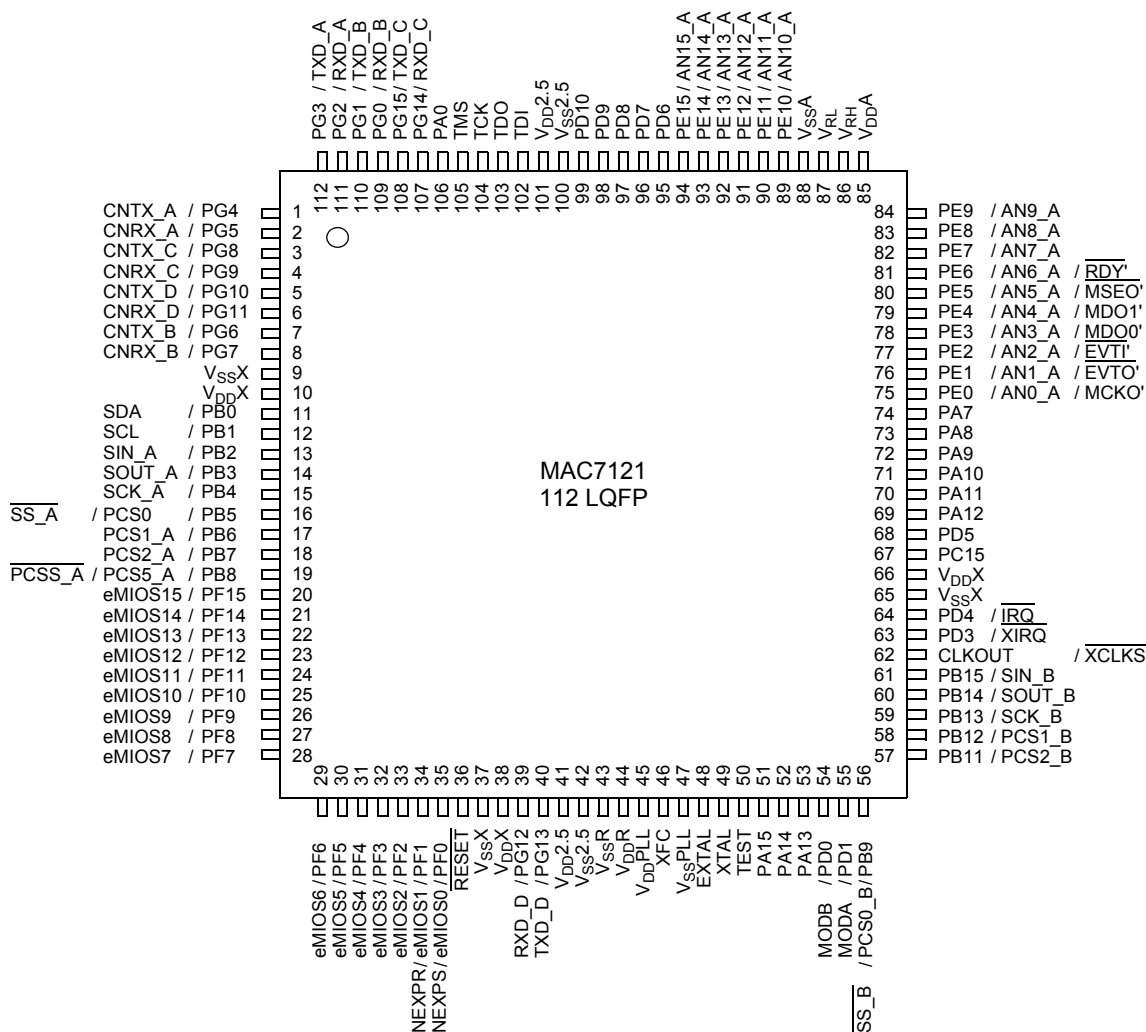 PG3 / TXD_A
PG2 / RXD_A
PG1 / TXD_B
PG0 / RXD_B
PG15 / TXD_C
PG14 / RXD_C
PA0
TMS
TCK
TDO
TDI
VDD2.5
VSS2.5
PD10
PD9
PD8
PD7
PD6
PE15 / AN15_A
PE14 / AN14_A
PE13 / AN13_A
PE12 / AN12_A
PE11 / AN11_A
PE10 / AN10_A
VSSA
VRL
VRH
VDDA
112 111 110 109 108 107 106 105 104 103 102 101 100 99 98 97 96 95 94 93 92 91 90 89 88 87 86 85
CNTX_A / PG4 1
CNRX_A / PG5 2
CNTX_C / PG8 3
CNRX_C / PG9 4
CNTX_D / PG10 5
CNRX_D / PG11 6
CNTX_B / PG6 7
CNRX_B / PG7 8
VSSX 9
VDDX 10
SDA / PB0 11
SCL / PB1 12
SIN_A / PB2 13
SOUT_A / PB3 14
SCK_A / PB4 15
SS_A / PCS0 / PB5 16
PCS1_A / PB6 17
PCS2_A / PB7 18
PCSS_A / PCS5_A / PB8 19
eMIOS15 / PF15 20
eMIOS14 / PF14 21
eMIOS13 / PF13 22
eMIOS12 / PF12 23
eMIOS11 / PF11 24
eMIOS10 / PF10 25
eMIOS9 / PF9 26
eMIOS8 / PF8 27
eMIOS7 / PF7 28
MAC7121
112 LQFP
84 PE9 / AN9_A
83 PE8 / AN8_A
82 PE7 / AN7_A
81 PE6 / AN6_A / RDY'
80 PE5 / AN5_A / MSEO'
79 PE4 / AN4_A / MDO1'
78 PE3 / AN3_A / MDO0'
77 PE2 / AN2_A / EVTI'
76 PE1 / AN1_A / EVTO'
75 PE0 / AN0_A / MCKO'
74 PA7
73 PA8
72 PA9
71 PA10
70 PA11
69 PA12
68 PD5
67 PC15
66 VDDX
65 VSSX
64 PD4 / IRQ
63 PD3 / XIRQ
62 CLKOUT / XCLKS
61 PB15 / SIN_B
60 PB14 / SOUT_B
59 PB13 / SCK_B
58 PB12 / PCS1_B
57 PB11 / PCS2_B
29 30 31 32 33 34 35 36 37 38 39 40 41 42 43 44 45 46 47 48 49 50 51 52 53 54 55 56
eMIOS6 / PF6
eMIOS5 / PF5
eMIOS4 / PF4
eMIOS3 / PF3
eMIOS2 / PF2
NEXPR / eMIOS1 / PF1
NEXPS / eMIOS0 / PF0
RESET
VSSX
VDDX
RXD_D / PG12
TXD_D / PG13
VDD2.5
VSS2.5
VSSR
VDDR
VDDPLL
XFC
VSSPLL
EXTAL
XTAL
TEST
PA15
PA14
PA13
MODB / PD0
MODA / PD1
SS_B / PCS0_B / PB9